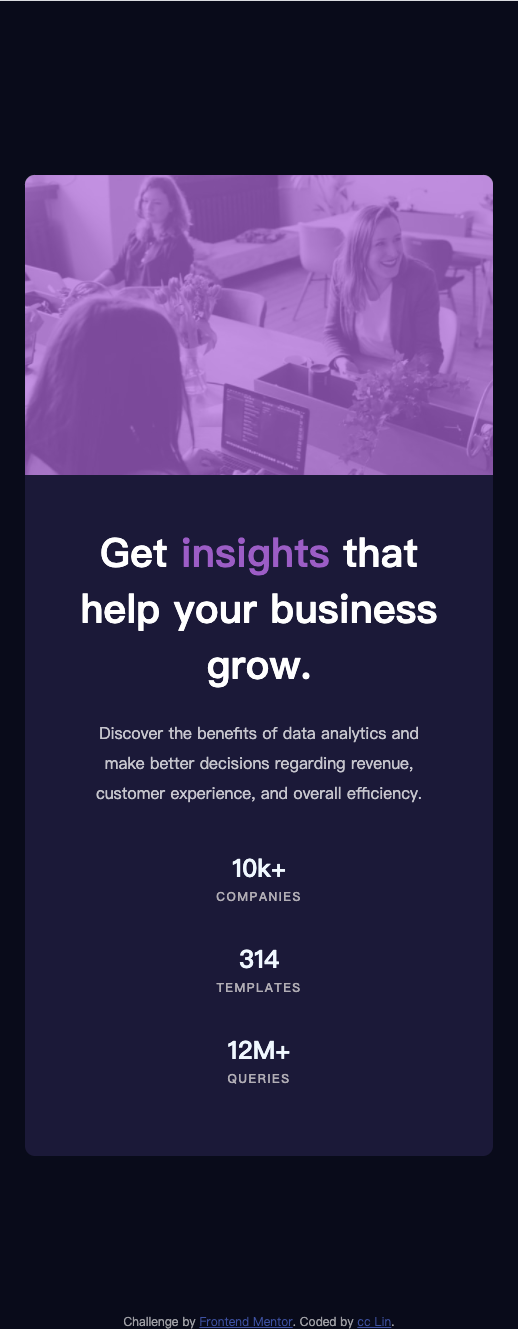 Get insights that
help your business
grow.
Discover the benefits of data analytics and
make better decisions regarding revenue,
customer experience, and overall efficiency.
10k+
COMPANIES
314
TEMPLATES
12M+
QUERIES
Challenge by Frontend Mentor. Coded by cc Lin.